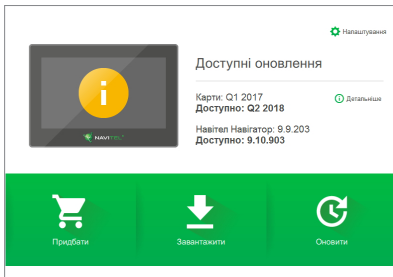 Налаштування
Доступні оновлення
Карти: Q1 2017
Доступно: Q2 2018
Детальніше
Навітел Навігатор: 9.9.203
Доступно: 9.10.903
NAVITEL
Придбати
Завантажити
Оновити